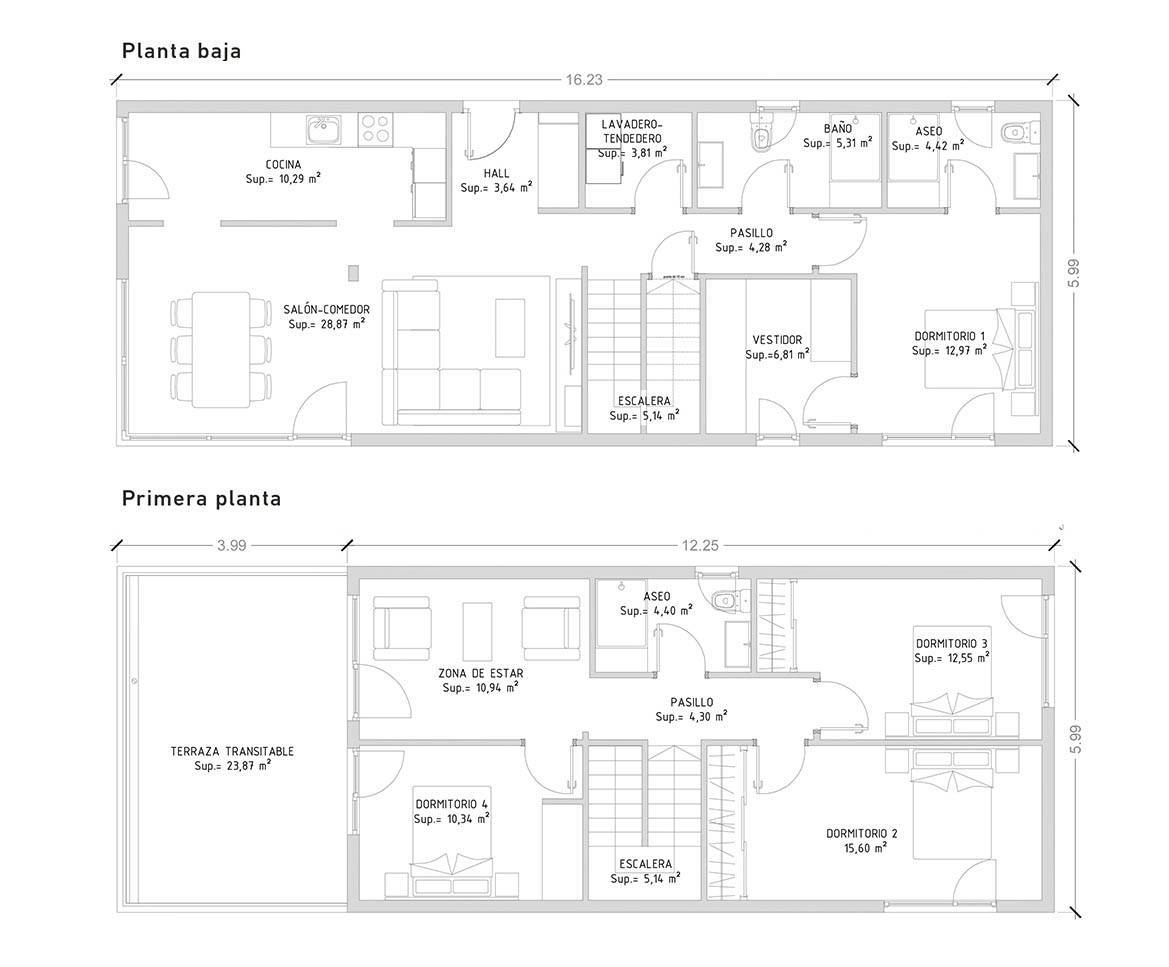 Planta baja
16.23
5.99
COCINA
Sup.= 10,29 m²
HALL
Sup.= 3,64 m²
LAVADERO-
TENDEDERO
Sup.= 3,81 m²
BAÑO
Sup.= 5,31 m²
ASEO
Sup.= 4,42 m²
PASILLO
Sup.= 4,28 m²
SALÓN-COMEDOR
Sup.= 28,87 m²
ESCALERA
Sup.= 5,14 m²
VESTIDOR
Sup.=6,81 m²
DORMITORIO 1
Sup.= 12,97 m²
Primera planta
3.99
12.25
5.99
TERRAZA TRANSITABLE
Sup.= 23,87 m²
ZONA DE ESTAR
Sup.= 10,94 m²
ASEO
Sup.= 4,40 m²
PASILLO
Sup.= 4,30 m²
DORMITORIO 3
Sup.= 12,55 m²
DORMITORIO 4
Sup.= 10,34 m²
ESCALERA
Sup.= 5,14 m²
DORMITORIO 2
15,60 m²